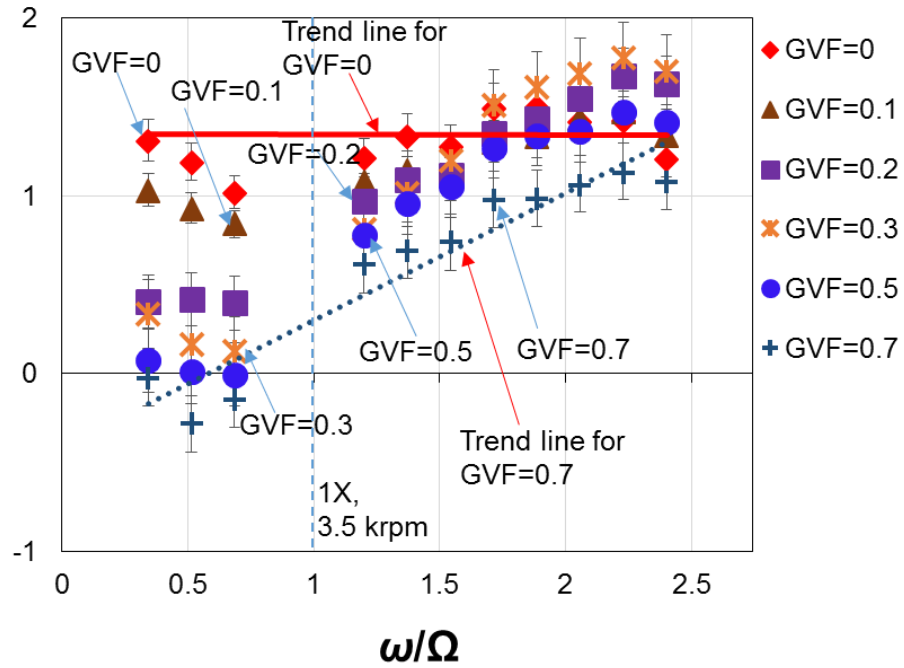 2
Trend line for
GVF=0
GVF=0
GVF=0.1
GVF=0.2
1
GVF=0.5
GVF=0.7
0
GVF=0.3
Trend line for
GVF=0.7
1X,
3.5 krpm
-1
0
0.5
1
1.5
2
2.5
ω/Ω
GVF=0
GVF=0.1
GVF=0.2
GVF=0.3
GVF=0.5
GVF=0.7